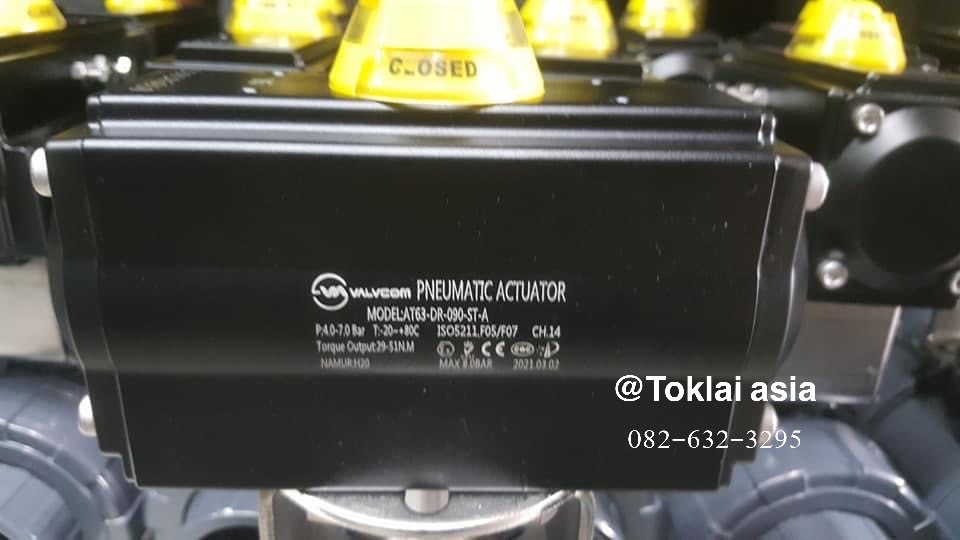 CLOSED
VALVCOM PNEUMATIC ACTUATOR
MODEL:AT63-DR-090-ST-A
P:4.0-7.0 Bar T:-20~+80C ISO5211.F05/F07 CH.14
Torque Output:29-51N.M
NAMUR:H20 MAX 8.0BAR 2021.03.02
@Toklai asia
082-632-3295